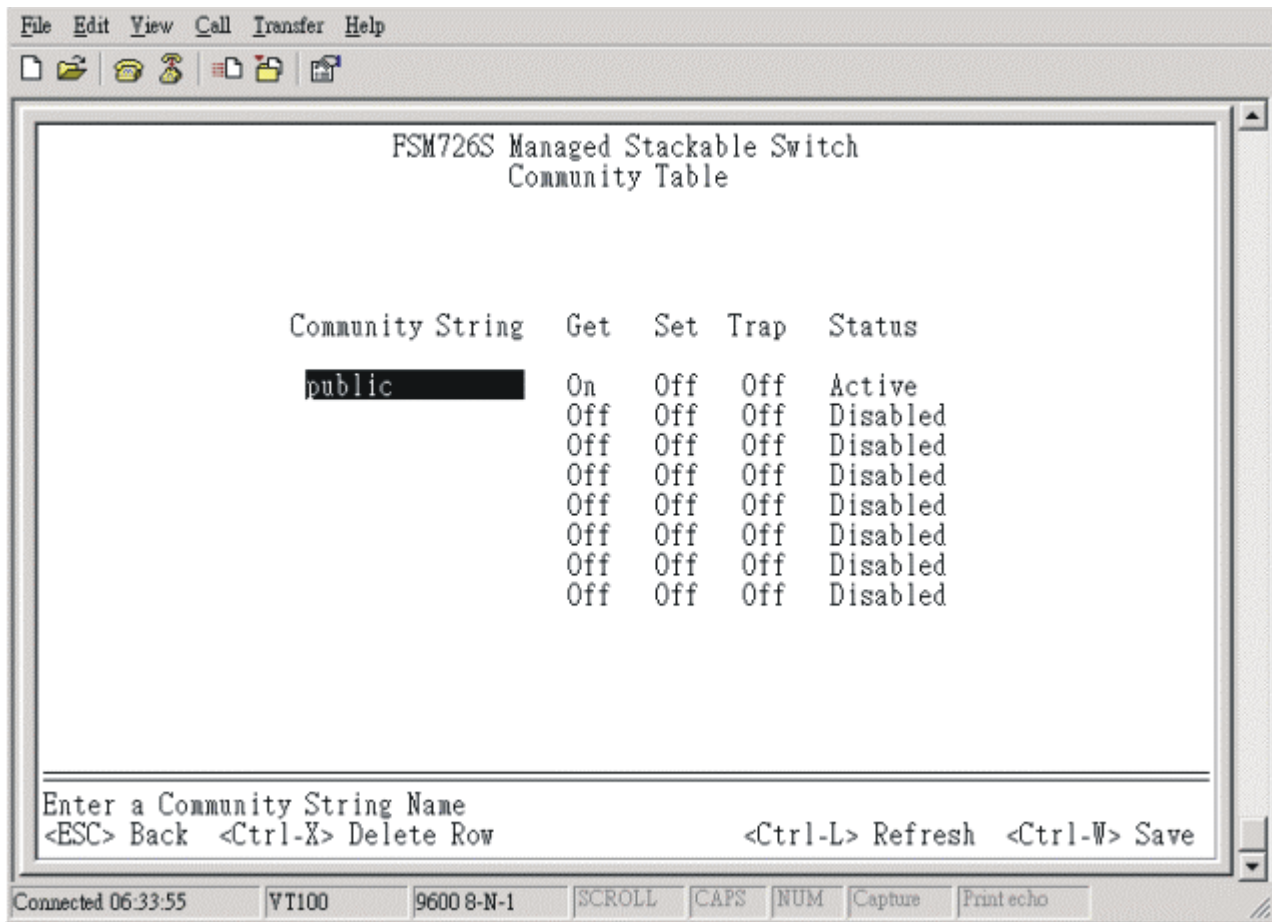 File Edit View Call Transfer Help
FSM726S Managed Stackable Switch
Community Table
Community String Get Set Trap Status
public On Off Off Active
Off Off Off Disabled
Off Off Off Disabled
Off Off Off Disabled
Off Off Off Disabled
Off Off Off Disabled
Off Off Off Disabled
Off Off Off Disabled
Enter a Community String Name
<ESC> Back <Ctrl-X> Delete Row <Ctrl-L> Refresh <Ctrl-W> Save
Connected 06:33:55 VT100 9600 8-N-1 SCROLL CAPS NUM Capture Print echo